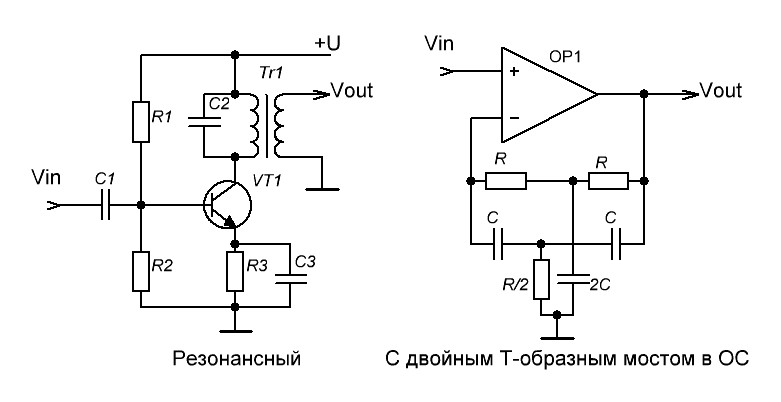 +U
Tr1
C2
Vout
R1
Vin
C1
VT1
R2
R3
C3
Резонансный
Vin
OP1
+
−
Vout
R
R
C
C
R/2
2C
С двойным Т-образным мостом в ОС